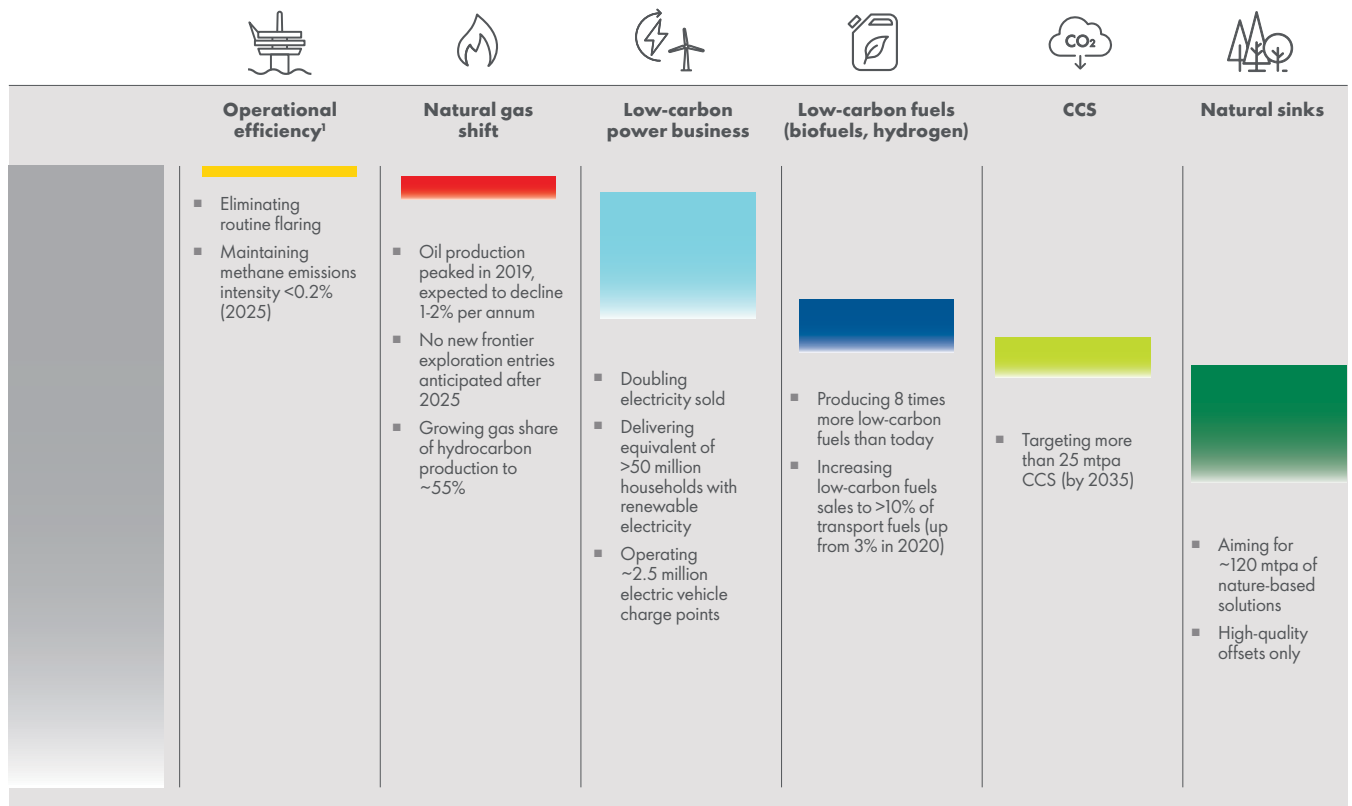 CO₂
Operational
efficiency¹
Natural gas
shift
Low-carbon
power business
Low-carbon fuels
(biofuels, hydrogen)
CCS
Natural sinks
■ Eliminating
routine flaring
■ Maintaining
methane emissions
intensity <0.2%
(2025)
■ Oil production
peaked in 2019,
expected to decline
1-2% per annum
■ No new frontier
exploration entries
anticipated after
2025
■ Growing gas share
of hydrocarbon
production to
~55%
■ Doubling
electricity sold
■ Delivering
equivalent of
>50 million
households with
renewable
electricity
■ Operating
~2.5 million
electric vehicle
charge points
■ Producing 8 times
more low-carbon
fuels than today
■ Increasing
low-carbon fuels
sales to >10% of
transport fuels (up
from 3% in 2020)
■ Targeting more
than 25 mtpa
CCS (by 2035)
■ Aiming for
~120 mtpa of
nature-based
solutions
■ High-quality
offsets only